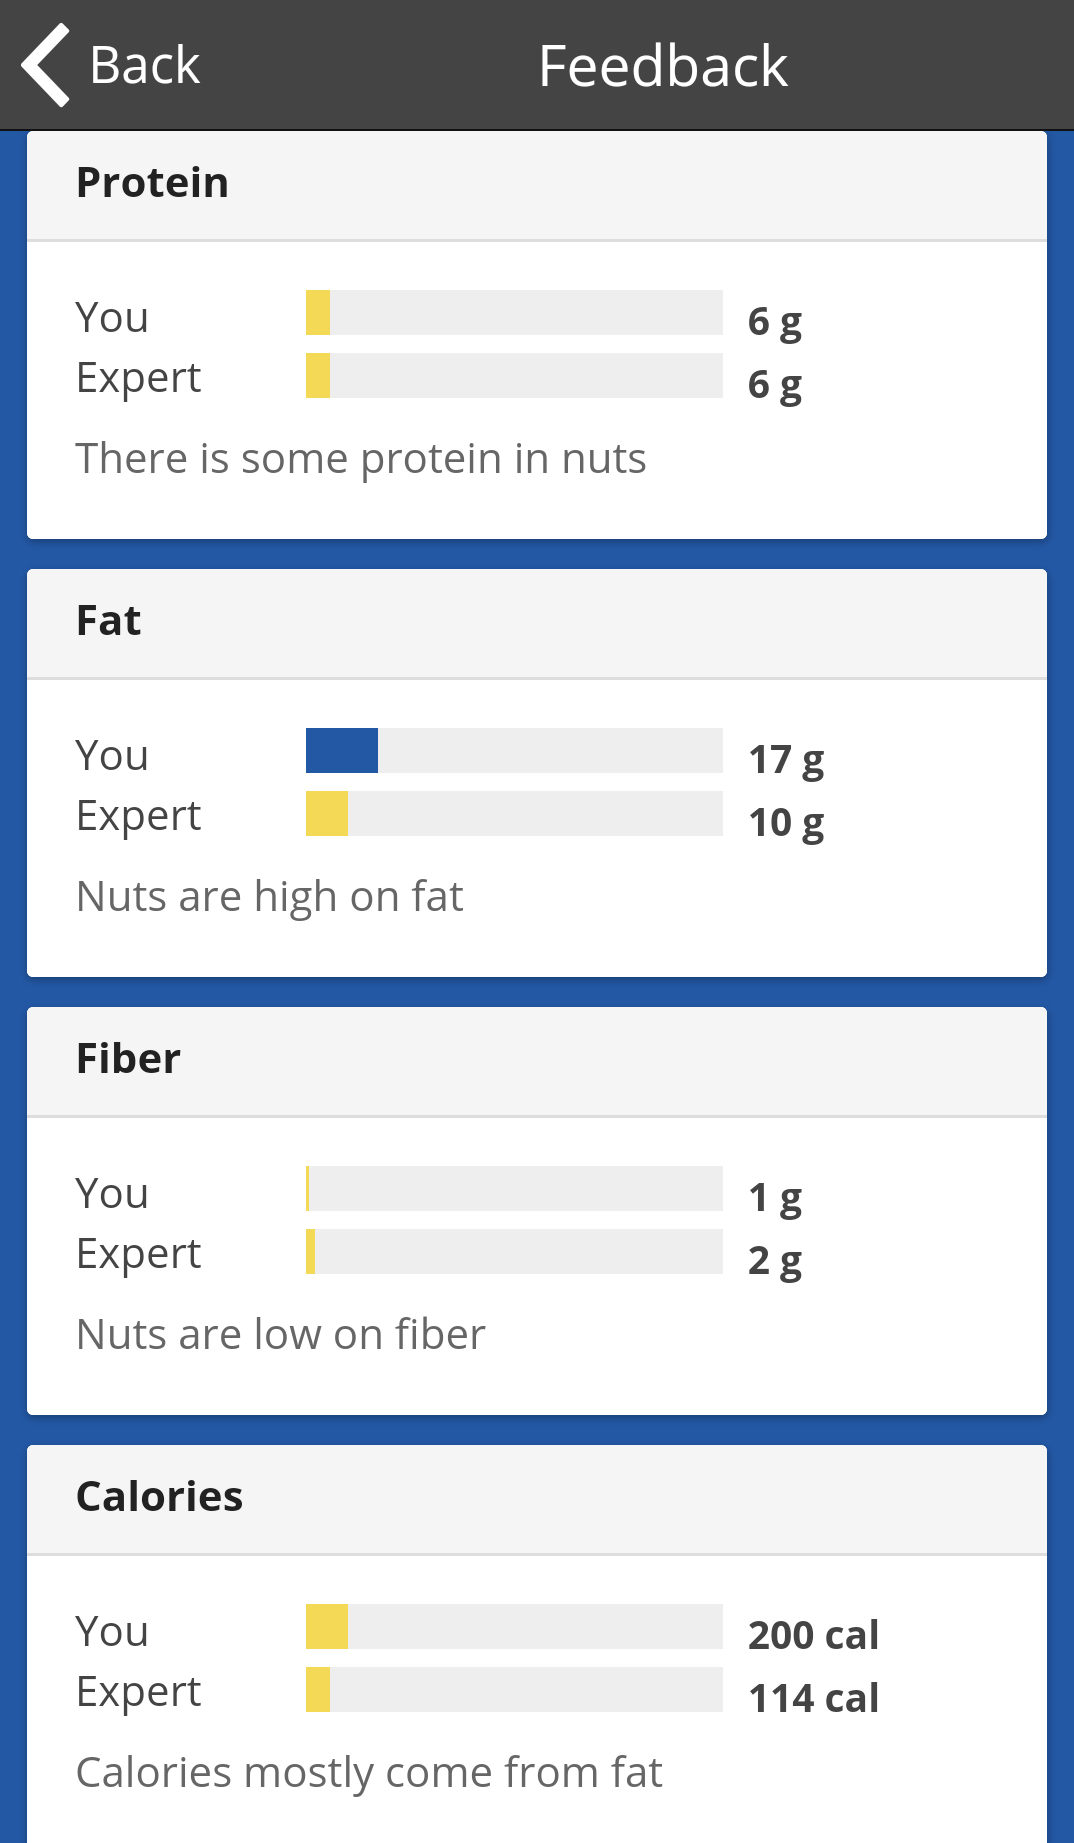 Back
Feedback
Protein
You 6 g
Expert 6 g
There is some protein in nuts
Fat
You 17 g
Expert 10 g
Nuts are high on fat
Fiber
You 1 g
Expert 2 g
Nuts are low on fiber
Calories
You 200 cal
Expert 114 cal
Calories mostly come from fat